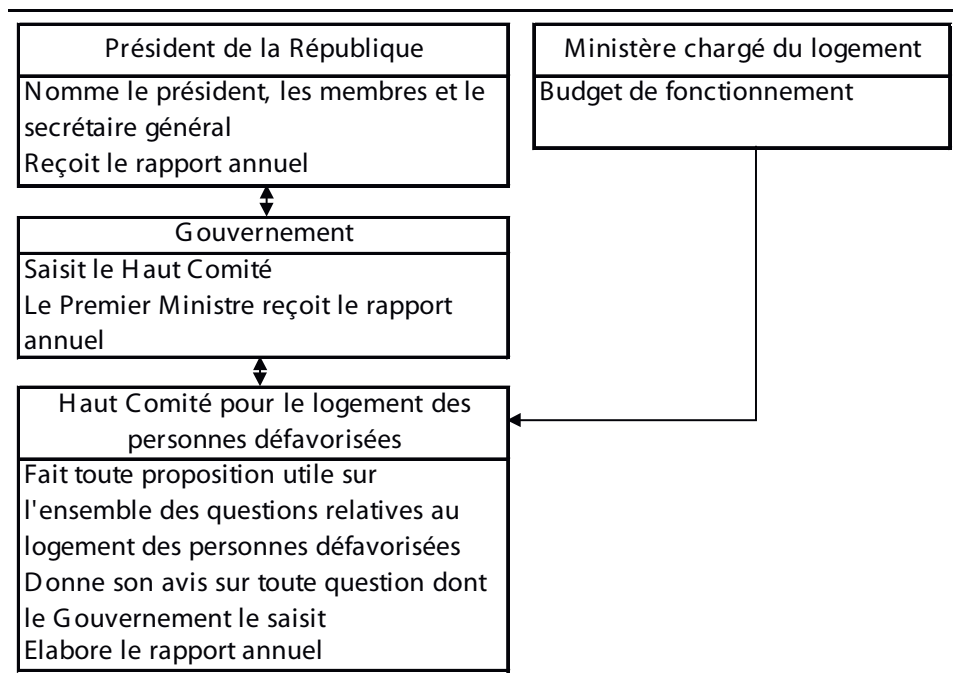 Président de la République
Nomme le président, les membres et le
secrétaire général
Reçoit le rapport annuel
Ministère chargé du logement
Budget de fonctionnement
Gouvernement
Saisit le Haut Comité
Le Premier Ministre reçoit le rapport
annuel
Haut Comité pour le logement des
personnes défavorisées
Fait toute proposition utile sur
l'ensemble des questions relatives au
logement des personnes défavorisées
Donne son avis sur toute question dont
le Gouvernement le saisit
Elabore le rapport annuel